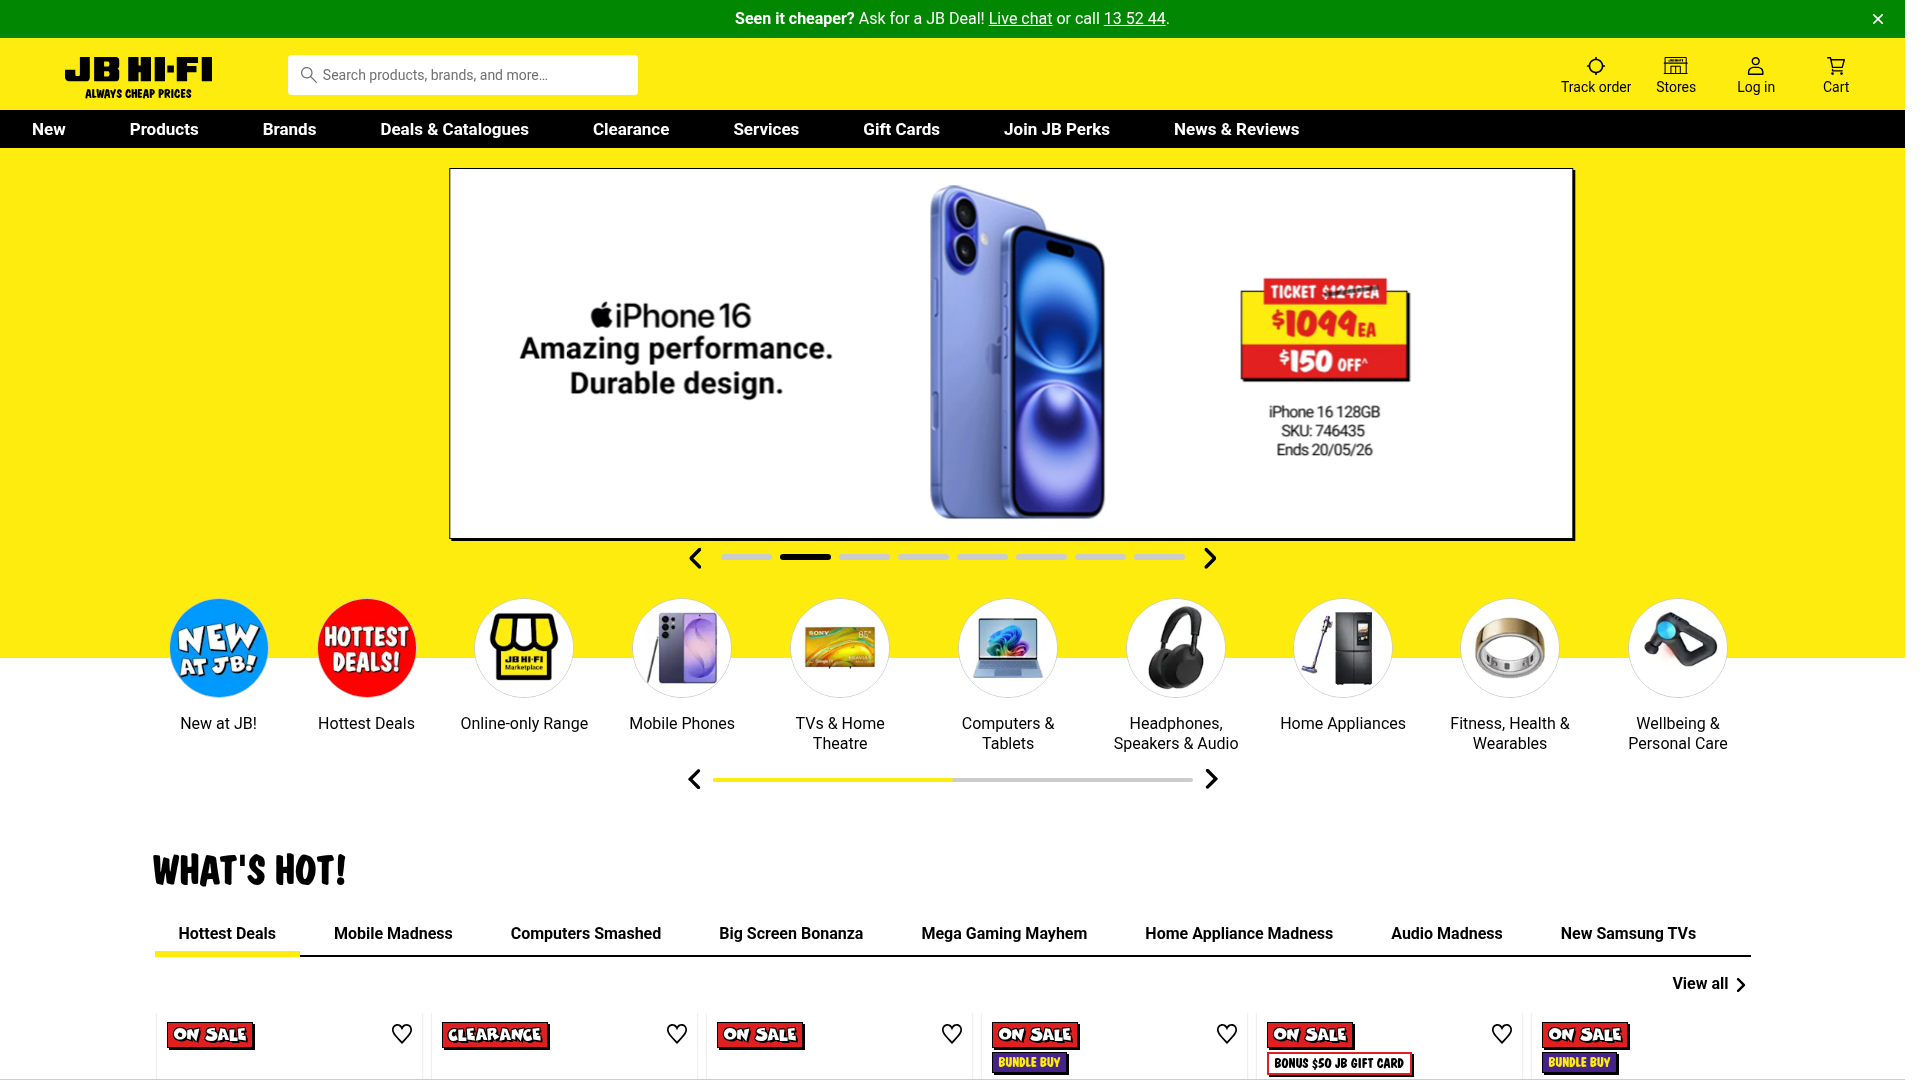 Seen it cheaper? Ask for a JB Deal! Live chat or call 13 52 44.
JB HI-FI
ALWAYS CHEAP PRICES
Search products, brands, and more...
Track order
Stores
Log in
Cart
New
Products
Brands
Deals & Catalogues
Clearance
Services
Gift Cards
Join JB Perks
News & Reviews
iPhone 16
Amazing performance.
Durable design.
TICKET $1249EA
$1099EA
$150 OFF^
iPhone 16 128GB
SKU: 746435
Ends 20/05/26
NEW
AT JB!
HOTTEST
DEALS!
JB HI-FI
Marketplace
SONY
85"
New at JB!
Hottest Deals
Online-only Range
Mobile Phones
TVs & Home
Theatre
Computers &
Tablets
Headphones,
Speakers & Audio
Home Appliances
Fitness, Health &
Wearables
Wellbeing &
Personal Care
WHAT'S HOT!
Hottest Deals
Mobile Madness
Computers Smashed
Big Screen Bonanza
Mega Gaming Mayhem
Home Appliance Madness
Audio Madness
New Samsung TVs
View all
ON SALE
CLEARANCE
ON SALE
ON SALE
BUNDLE BUY
ON SALE
BONUS $50 JB GIFT CARD
ON SALE
BUNDLE BUY